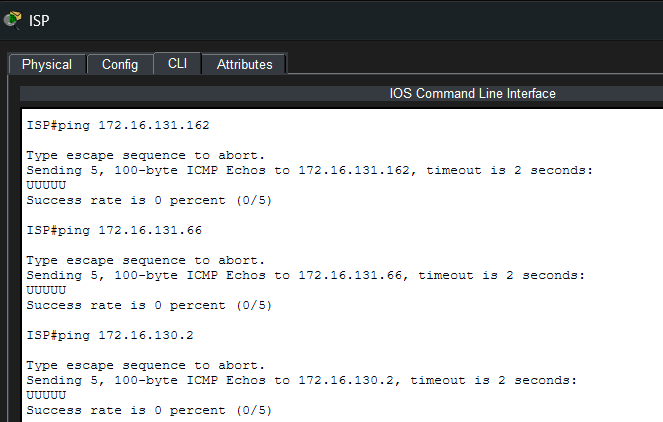 ISP
Physical Config CLI Attributes
IOS Command Line Interface
ISP#ping 172.16.131.162
Type escape sequence to abort.
Sending 5, 100-byte ICMP Echos to 172.16.131.162, timeout is 2 seconds:
UUUUU
Success rate is 0 percent (0/5)
ISP#ping 172.16.131.66
Type escape sequence to abort.
Sending 5, 100-byte ICMP Echos to 172.16.131.66, timeout is 2 seconds:
UUUUU
Success rate is 0 percent (0/5)
ISP#ping 172.16.130.2
Type escape sequence to abort.
Sending 5, 100-byte ICMP Echos to 172.16.130.2, timeout is 2 seconds:
UUUUU
Success rate is 0 percent (0/5)